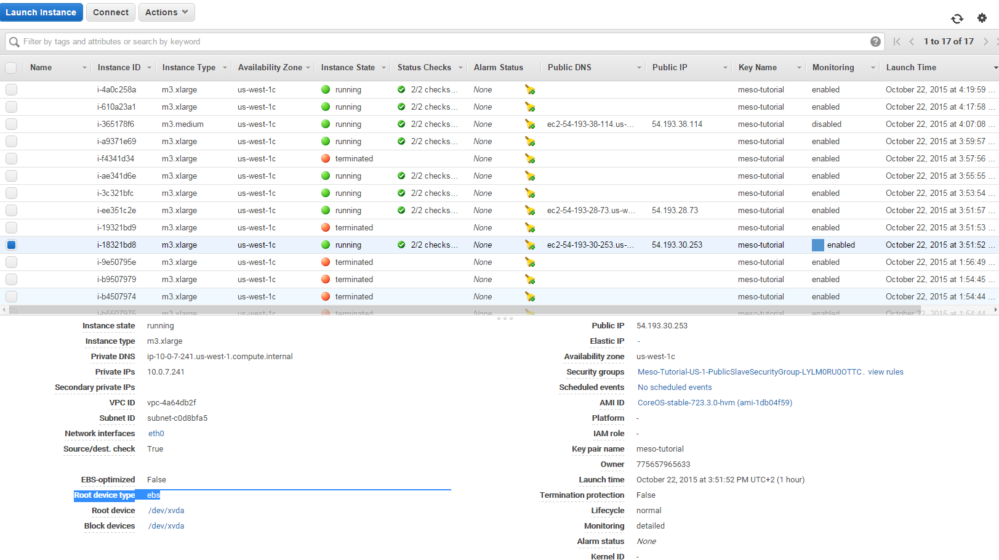 Launch Instance Connect Actions
Filter by tags and attributes or search by keyword 1 to 17 of 17
Name Instance ID Instance Type Availability Zone Instance State Status Checks Alarm Status Public DNS Public IP Key Name Monitoring Launch Time
i-4a0c258a m3.xlarge us-west-1c running 2/2 checks... None meso-tutorial enabled October 22, 2015 at 4:19:59 ...
i-610a23a1 m3.xlarge us-west-1c running 2/2 checks... None meso-tutorial enabled October 22, 2015 at 4:17:58 ...
i-365178f6 m3.medium us-west-1c running 2/2 checks... None ec2-54-193-38-114.us-... 54.193.38.114 meso-tutorial disabled October 22, 2015 at 4:07:08 ...
i-a9371e69 m3.xlarge us-west-1c running 2/2 checks... None meso-tutorial enabled October 22, 2015 at 3:59:57 ...
i-f4341d34 m3.xlarge us-west-1c terminated None meso-tutorial enabled October 22, 2015 at 3:57:56 ...
i-ae341d6e m3.xlarge us-west-1c running 2/2 checks... None meso-tutorial enabled October 22, 2015 at 3:55:55 ...
i-3c321bfc m3.xlarge us-west-1c running 2/2 checks... None meso-tutorial enabled October 22, 2015 at 3:53:54 ...
i-ee351c2e m3.xlarge us-west-1c running 2/2 checks... None ec2-54-193-28-73.us-w... 54.193.28.73 meso-tutorial enabled October 22, 2015 at 3:51:57 ...
i-19321bd9 m3.xlarge us-west-1c terminated None meso-tutorial enabled October 22, 2015 at 3:51:53 ...
i-18321bd8 m3.xlarge us-west-1c running 2/2 checks... None ec2-54-193-30-253.us-... 54.193.30.253 meso-tutorial enabled October 22, 2015 at 3:51:52 ...
i-9e50795e m3.xlarge us-west-1c terminated None meso-tutorial enabled October 22, 2015 at 1:56:49 ...
i-b9507979 m3.xlarge us-west-1c terminated None meso-tutorial enabled October 22, 2015 at 1:54:45 ...
i-b4507974 m3.xlarge us-west-1c terminated None meso-tutorial enabled October 22, 2015 at 1:54:44 ...
i-b5507975 m3.xlarge us-west-1c terminated None meso-tutorial enabled October 22, 2015 at 1:54:44 ...
Instance state running
Instance type m3.xlarge
Private DNS ip-10-0-7-241.us-west-1.compute.internal
Private IPs 10.0.7.241
Secondary private IPs
VPC ID vpc-4a64db2f
Subnet ID subnet-c0d8bfa5
Network interfaces eth0
Source/dest. check True
EBS-optimized False
Root device type ebs
Root device /dev/xvda
Block devices /dev/xvda
Public IP 54.193.30.253
Elastic IP -
Availability zone us-west-1c
Security groups Meso-Tutorial-US-1-PublicSlaveSecurityGroup-LYLM0RU0OTTC . view rules
Scheduled events No scheduled events
AMI ID CoreOS-stable-723.3.0-hvm (ami-1db04f59)
Platform -
IAM role -
Key pair name meso-tutorial
Owner 775657965633
Launch time October 22, 2015 at 3:51:52 PM UTC+2 (1 hour)
Termination protection False
Lifecycle normal
Monitoring detailed
Alarm status None
Kernel ID -